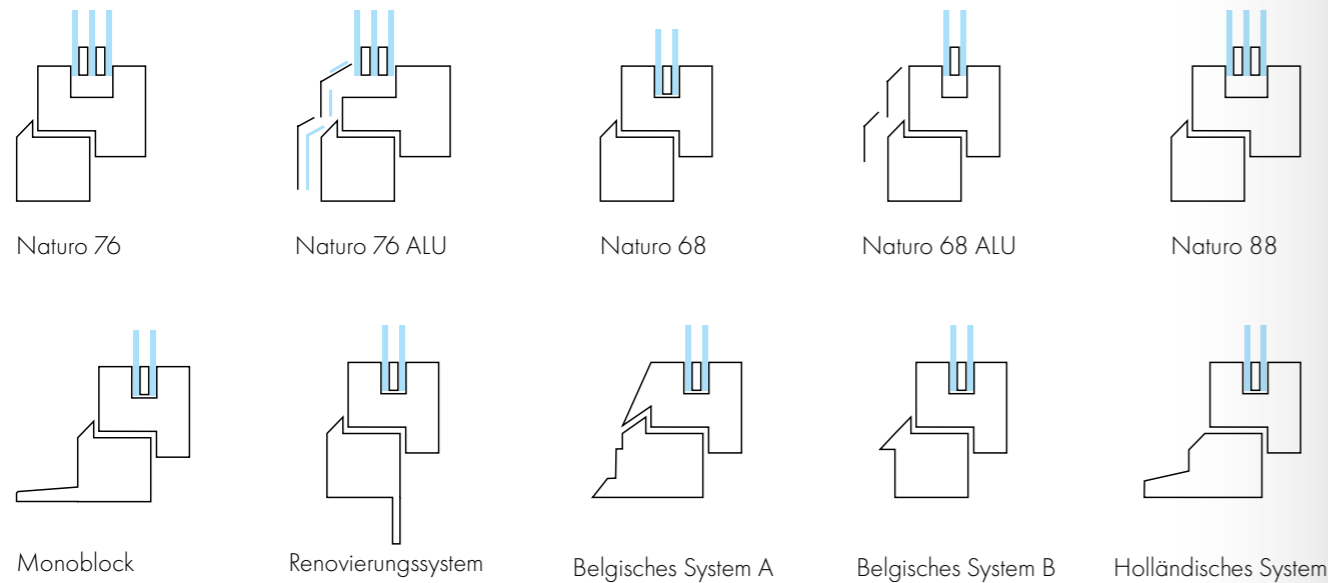 Naturo 76
Naturo 76 ALU
Naturo 68
Naturo 68 ALU
Naturo 88
Monoblock
Renovierungssystem
Belgisches System A
Belgisches System B
Holländisches System